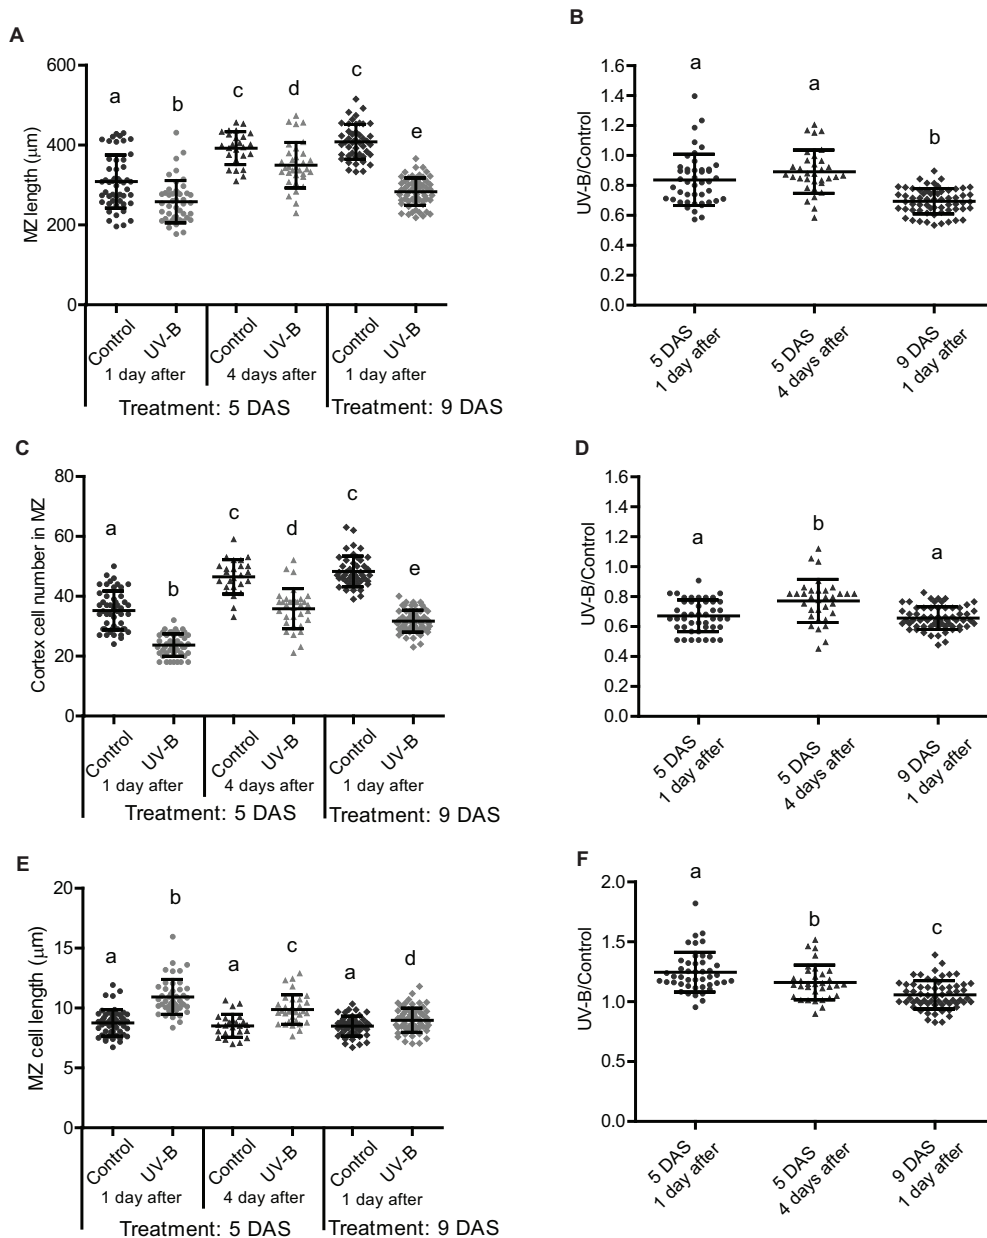 A
MZ length (μm)
600
400
200
0
a
b
c
d
c
e
Control
UV-B
Control
UV-B
Control
UV-B
1 day after
4 days after
1 day after
Treatment: 5 DAS
Treatment: 9 DAS
B
UV-B/Control
1.6
1.4
1.2
1.0
0.8
0.6
0.4
0.2
0.0
a
a
b
5 DAS
1 day after
5 DAS
4 days after
9 DAS
1 day after
C
Cortex cell number in MZ
80
60
40
20
0
a
b
c
d
c
e
Control
UV-B
Control
UV-B
Control
UV-B
1 day after
4 days after
1 day after
Treatment: 5 DAS
Treatment: 9 DAS
D
UV-B/Control
1.6
1.4
1.2
1.0
0.8
0.6
0.4
0.2
0.0
a
b
a
5 DAS
1 day after
5 DAS
4 days after
9 DAS
1 day after
E
MZ cell length (μm)
20
15
10
5
0
a
b
a
c
a
d
Control
UV-B
Control
UV-B
Control
UV-B
1 day after
4 day after
1 day after
Treatment: 5 DAS
Treatment: 9 DAS
F
UV-B/Control
2.0
1.5
1.0
0.5
0.0
a
b
c
5 DAS
1 day after
5 DAS
4 days after
9 DAS
1 day after